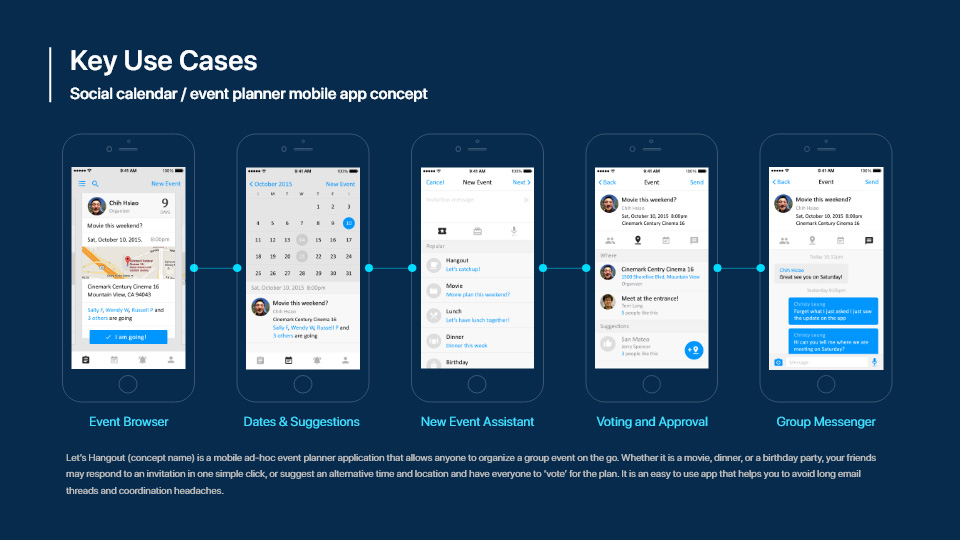 Key Use Cases
Social calendar / event planner mobile app concept
9:41 AM 100%
New Event
Chih Hsiao
Organizer
9
DAYS
Movie this weekend?
Sat, October 10, 2015 8:00pm
Cinemark Century Cinema 16
Mountain View, CA 94043
Sally F, Wendy W, Russell P and
3 others are going
I am going!
9:41 AM 100%
October 2015 New Event
S M T W T F S
1 2 3
4 5 6 7 8 9 10
11 12 13 14 15 16 17
18 19 20 21 22 23 24
25 26 27 28 29 30 31
Sat, October 10, 2015 8:00pm
Movie this weekend?
Chih Hsiao
Cinemark Century Cinema 16
Sally F, Wendy W, Russell P and
3 others are going
9:41 AM 100%
Cancel New Event Next
Invitation message
Popular
Hangout
Let's catchup!
Movie
Movie plan this weekend?
Lunch
Let's have lunch together!
Dinner
Dinner this week
Birthday
9:41 AM 100%
Back Event Send
Movie this weekend?
Chih Hsiao
Sat, October 10, 2015 8:00pm
Cinemark Century Cinema 16
Where
Cinemark Century Cinema 16
1500 Shoreline Blvd, Mountain View
Organizer
Meet at the entrance!
Tom Lang
3 people like this
Suggestions
San Mateo
Jerry Spencer
3 people like this
9:41 AM 100%
Back Event Send
Movie this weekend?
Chih Hsiao
Sat, October 10, 2015 8:00pm
Cinemark Century Cinema 16
Chih Hsiao
Great see you on Saturday!
Christy Leung
Forget what I just asked I just saw
the update on the app
Christy Leung
Hi can you tell me where we are
meeting on Saturday?
Message
Event Browser
Dates & Suggestions
New Event Assistant
Voting and Approval
Group Messenger
Let's Hangout (concept name) is a mobile ad-hoc event planner application that allows anyone to organize a group event on the go. Whether it is a movie, dinner, or a birthday party, your friends
may respond to an invitation in one simple click, or suggest an alternative time and location and have everyone to 'vote' for the plan. It is an easy to use app that helps you to avoid long email
threads and coordination headaches.